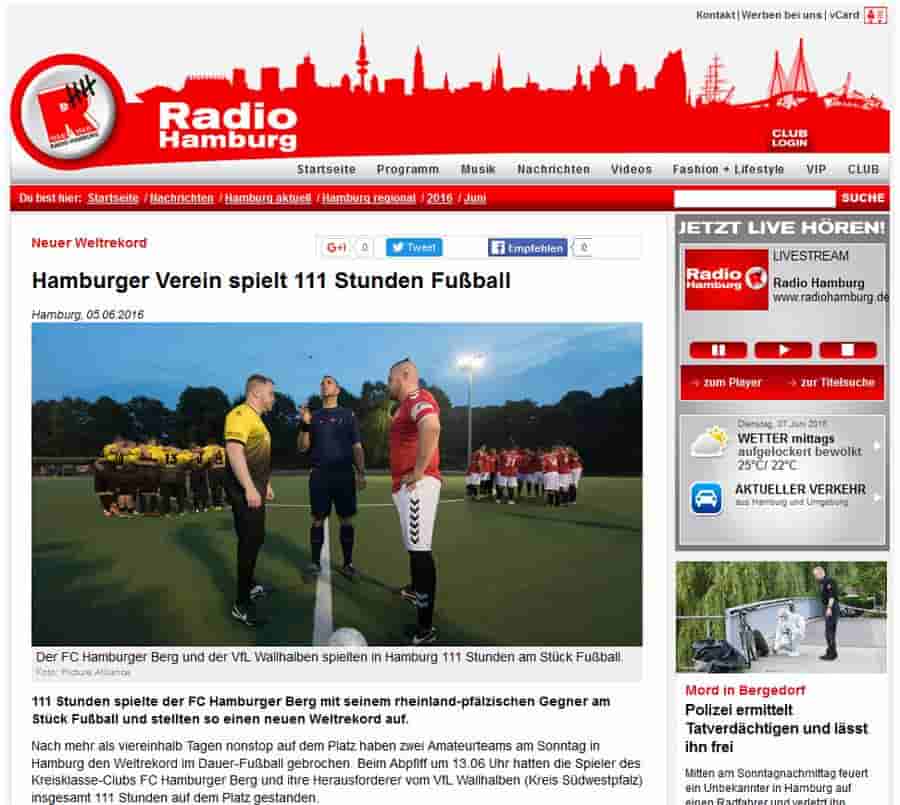 Kontakt | Werben bei uns | vCard
Radio
Hamburg
CLUB
LOGIN
Startseite Programm Musik Nachrichten Videos Fashion + Lifestyle VIP CLUB
Du bist hier: Startseite / Nachrichten / Hamburg aktuell / Hamburg regional / 2016 / Juni
SUCHE
Neuer Weltrekord
G+1 0 Tweet Empfehlen 0
Hamburger Verein spielt 111 Stunden Fußball
Hamburg, 05.06.2016
Der FC Hamburger Berg und der VfL Wallhalben spielten in Hamburg 111 Stunden am Stück Fußball.
Foto: Picture Alliance
111 Stunden spielte der FC Hamburger Berg mit seinem rheinland-pfälzischen Gegner am
Stück Fußball und stellten so einen neuen Weltrekord auf.
Nach mehr als viereinhalb Tagen nonstop auf dem Platz haben zwei Amateurteams am Sonntag in
Hamburg den Weltrekord im Dauer-Fußball gebrochen. Beim Abpfiff um 13.06 Uhr hatten die Spieler des
Kreisklasse-Clubs FC Hamburger Berg und ihre Herausforderer vom VfL Wallhalben (Kreis Südwestpfalz)
insgesamt 111 Stunden auf dem Platz gestanden.
JETZT LIVE HÖREN!
Radio
Hamburg
LIVESTREAM
Radio Hamburg
www.radiohamburg.de
zum Player zur Titelsuche
Dienstag, 07.Juni 2016
WETTER mittags
aufgelockert bewölkt
25°C/ 22°C
AKTUELLER VERKEHR
aus Hamburg und Umgebung
Mord in Bergedorf
Polizei ermittelt
Tatverdächtigen und lässt
ihn frei
Mitten am Sonntagnachmittag feuert
ein Unbekannter in Hamburg auf
einen Radfahrer und verletzt ihn